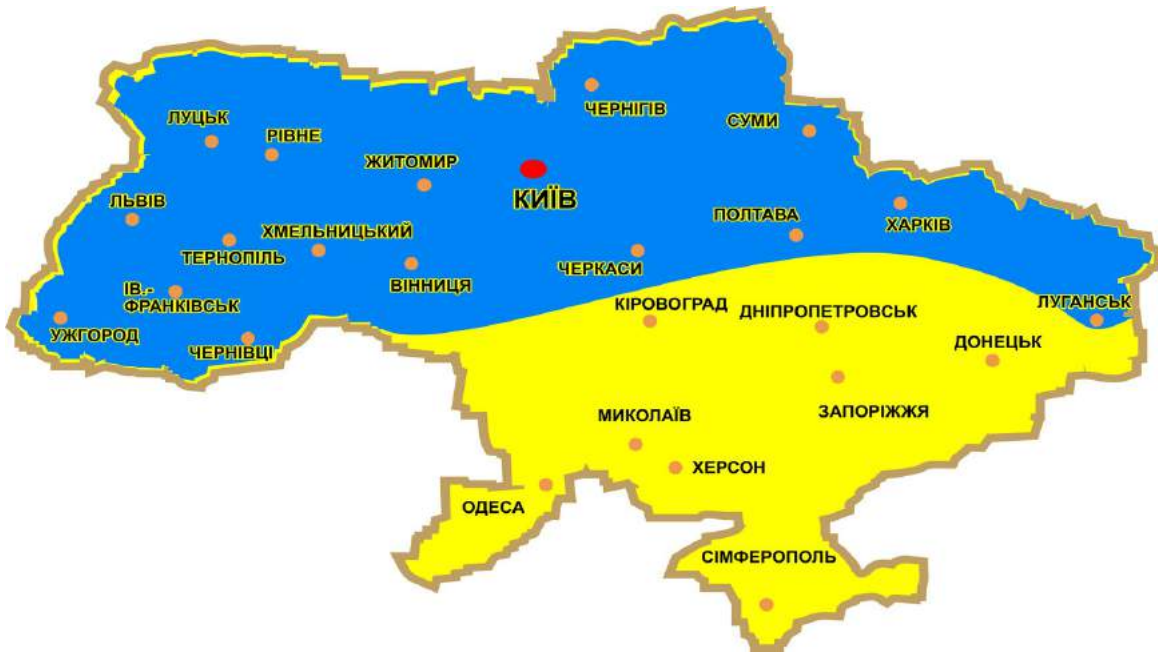 ЧЕРНІГІВ
СУМИ
ЛУЦЬК
РІВНЕ
ЖИТОМИР
КИЇВ
ЛЬВІВ
ХМЕЛЬНИЦЬКИЙ
ПОЛТАВА
ХАРКІВ
ТЕРНОПІЛЬ
ВІННИЦЯ
ЧЕРКАСИ
ІВ.-
ФРАНКІВСЬК
КІРОВОГРАД
ДНІПРОПЕТРОВСЬК
ЛУГАНСЬК
УЖГОРОД
ЧЕРНІВЦІ
ДОНЕЦЬК
МИКОЛАЇВ
ЗАПОРІЖЖЯ
ХЕРСОН
ОДЕСА
СІМФЕРОПОЛЬ